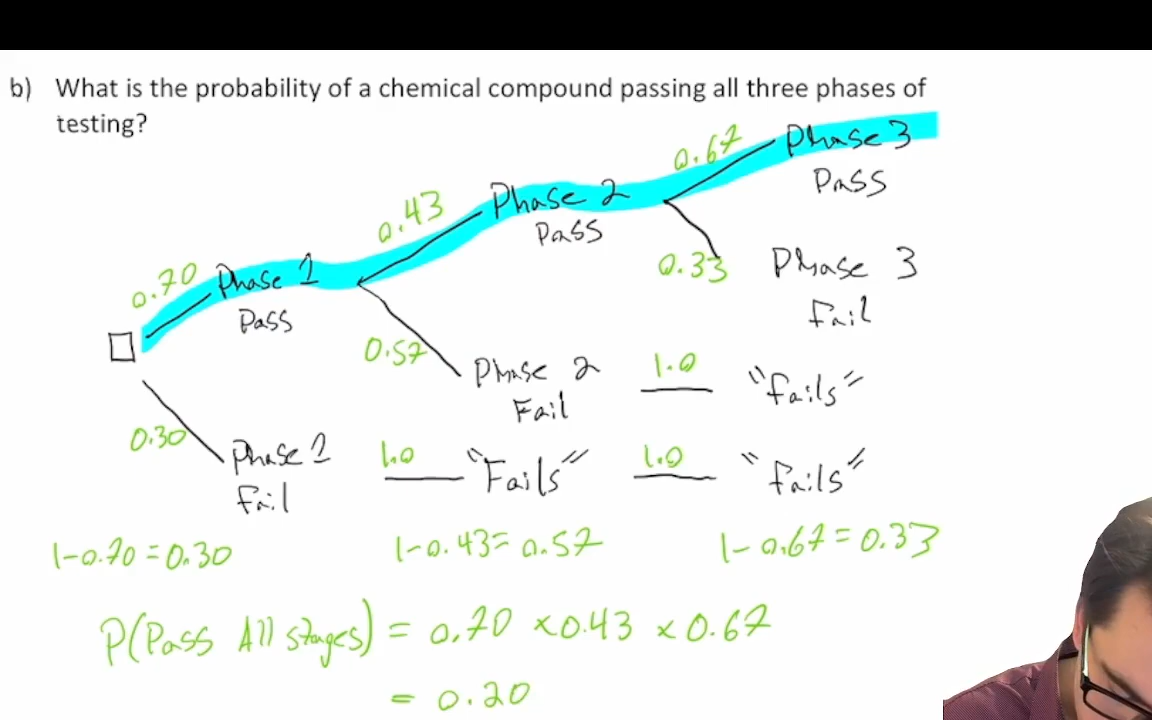 b) What is the probability of a chemical compound passing all three phases of
testing?
0.67 Phase 3
Pass
0.43 Phase 2
Pass
0.70 Phase 1
Pass
0.33 Phase 3
Fail
0.57 Phase 2 1.0 "Fails"
Fail
0.30 Phase 1 1.0 "Fails" 1.0 "Fails"
Fail
1-0.70=0.30 1-0.43=0.57 1-0.67=0.33
P(Pass All stages) = 0.70 x0.43 x0.67
= 0.20